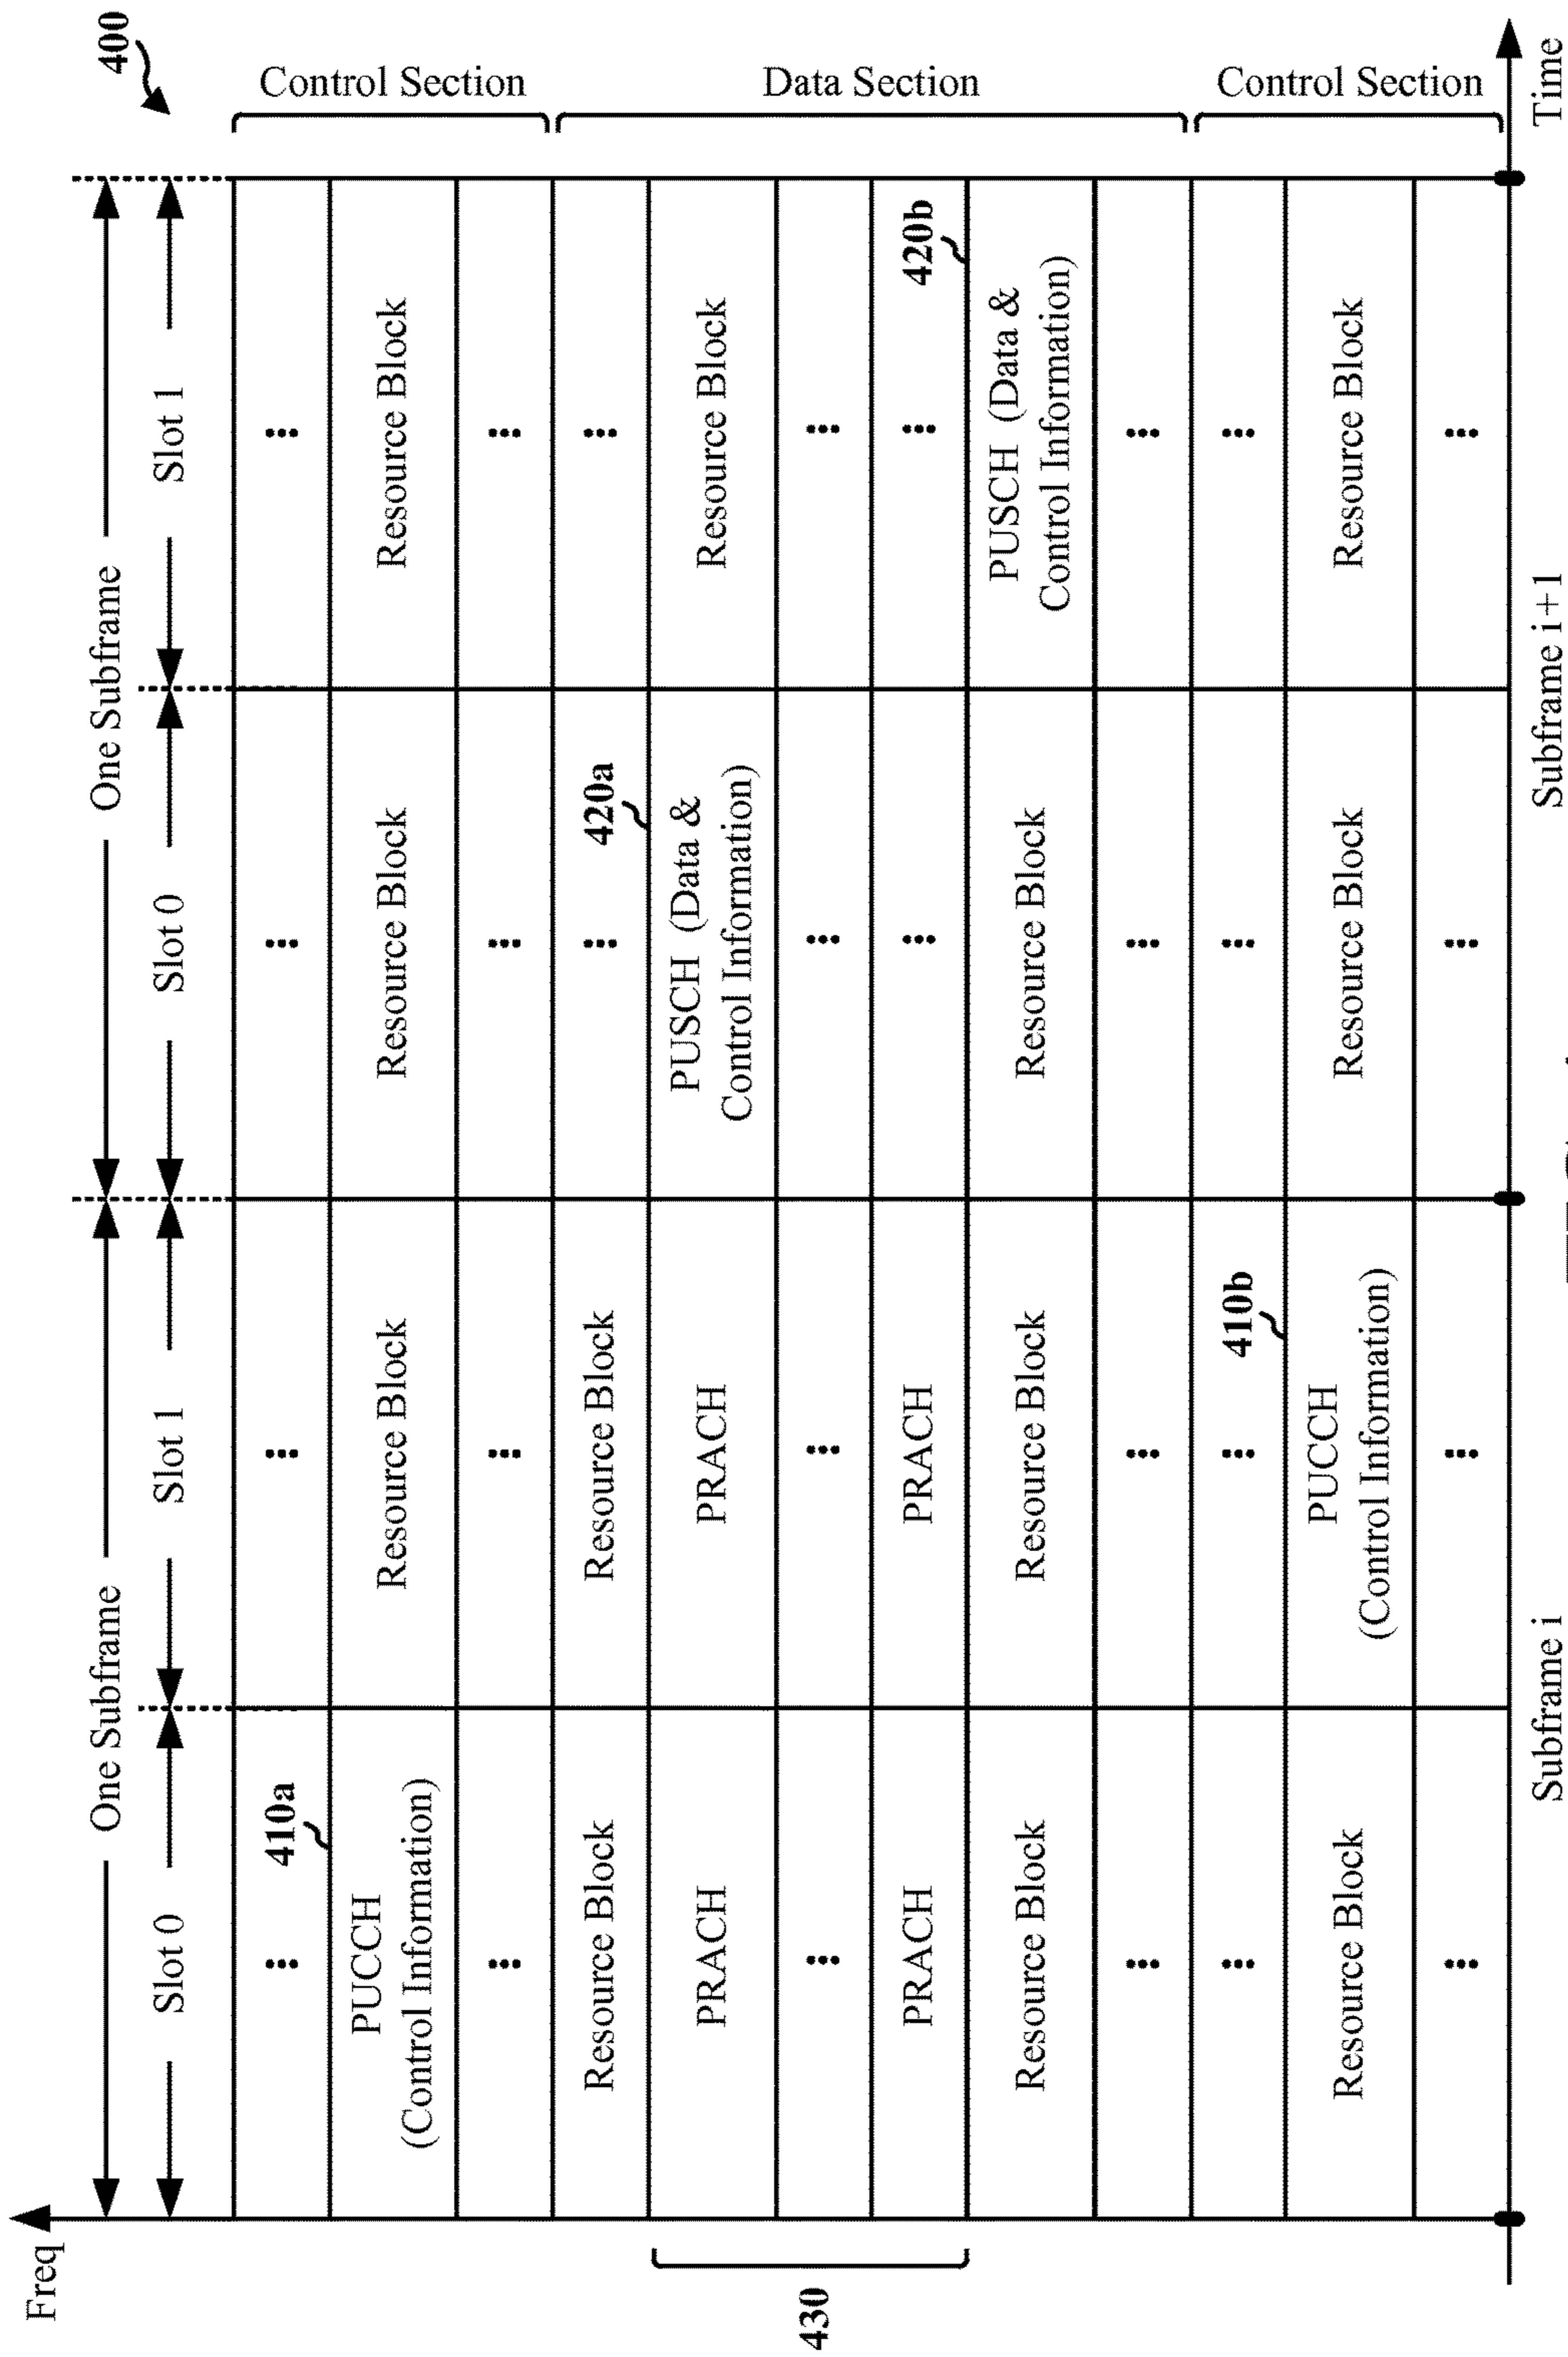 Freq
400
One Subframe
One Subframe
Slot 0
Slot 1
Slot 0
Slot 1
410a
PUCCH
(Control Information)
Resource Block
Resource Block
Resource Block
Control Section
Resource Block
Resource Block
420a
430
PRACH
PRACH
PUSCH (Data &
Control Information)
Resource Block
PRACH
PRACH
420b
Data Section
Resource Block
Resource Block
Resource Block
PUSCH (Data &
Control Information)
410b
Resource Block
PUCCH
(Control Information)
Resource Block
Resource Block
Control Section
Subframe i
Subframe i+1
Time